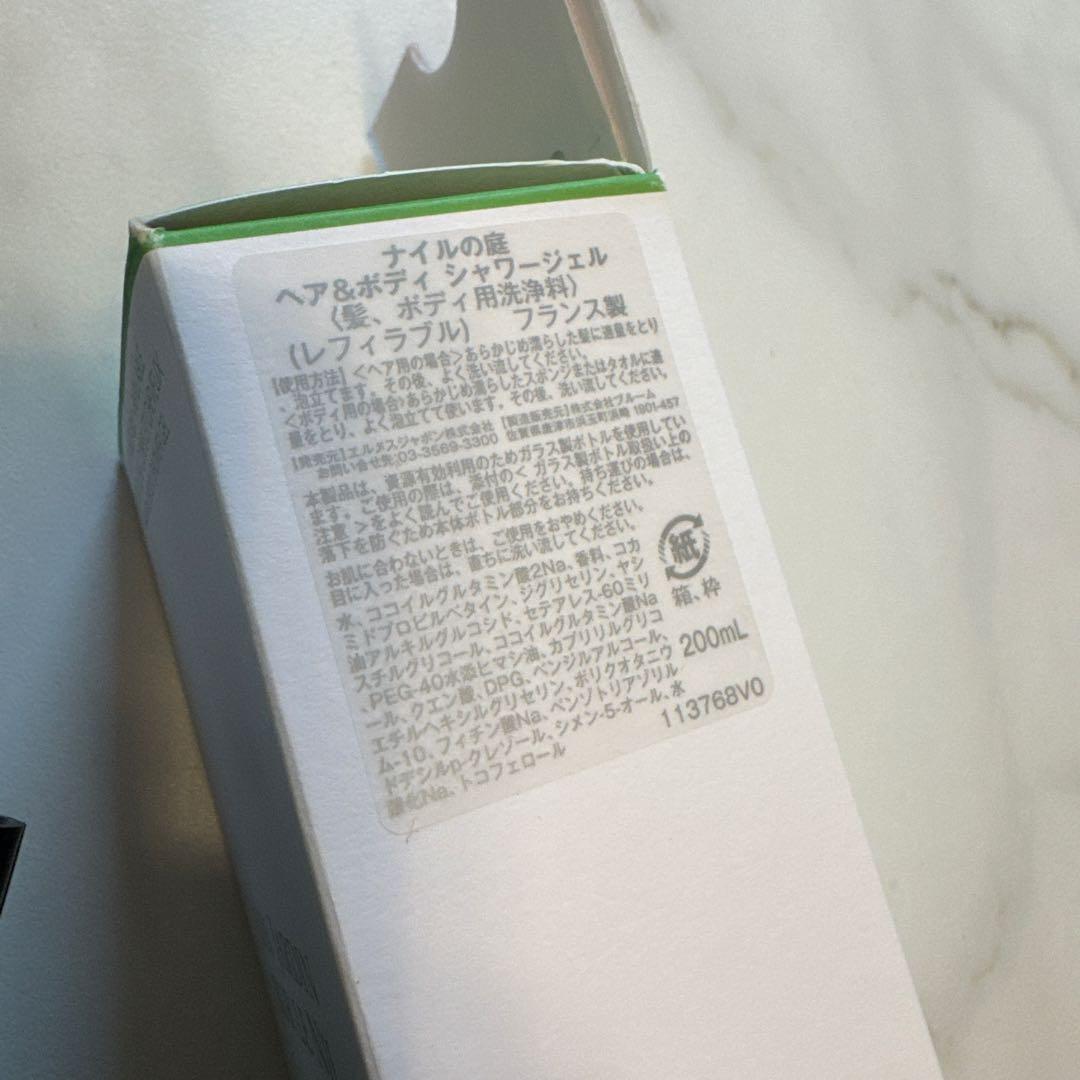 ナイルの庭
ヘア&ボディ シャワージェル
〈髪、ボディ用洗浄料〉
(レフィラブル) フランス製
【使用方法】〈ヘア用の場合〉あらかじめ濡らした髪に適量をとり
、泡立てます。その後、よく洗い流してください。
〈ボディ用の場合〉あらかじめ濡らしたスポンジまたはタオルに適
量をとり、よく泡立てて使います。その後、洗い流してください。
【発売元】エルメスジャポン株式会社 【製造販売元】株式会社ブルーム
お問い合せ先:03-3569-3300 佐賀県唐津市浜玉町浜崎 1901-457
本製品は、資源有効利用のためガラス製ボトルを使用してい
ます。ご使用の際は、添付の〈 ガラス製ボトル取扱い上の
注意 〉をよく読んでご使用ください。持ち運びの場合は、
落下を防ぐため本体ボトル部分をお持ちください。
お肌に合わないときは、ご使用をおやめください。
目に入った場合は、直ちに洗い流してください。
水、ココイルグルタミン酸2Na、香料、コカ
ミドプロピルベタイン、ジグリセリン、ヤシ
油アルキルグルコシド、セテアレス-60ミリ
スチルグリコール、ココイルグルタミン酸Na
、PEG-40水添ヒマシ油、カプリリルグリコ
ール、クエン酸、DPG、ベンジルアルコール、
エチルヘキシルグリセリン、ポリクオタニウ
ム-10、フィチン酸Na、ベンゾトリアゾリル
ドデシルp-クレゾール、シメン-5-オール、水
酸化Na、トコフェロール
紙
箱、枠
200mL
113768V0